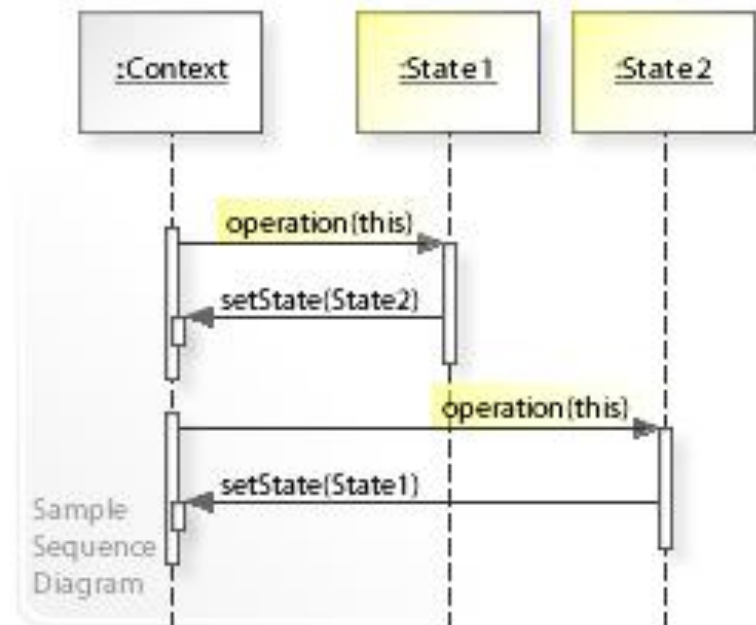 :Context
:State1
:State2
operation(this)
setState(State2)
operation(this)
setState(State1)
Sample
Sequence
Diagram